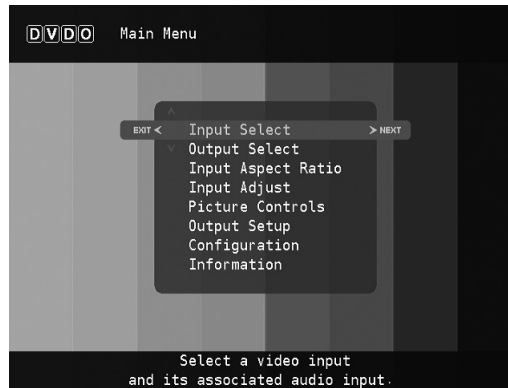 DVDO Main Menu
EXIT < Input Select > NEXT
Output Select
Input Aspect Ratio
Input Adjust
Picture Controls
Output Setup
Configuration
Information
Select a video input
and its associated audio input.